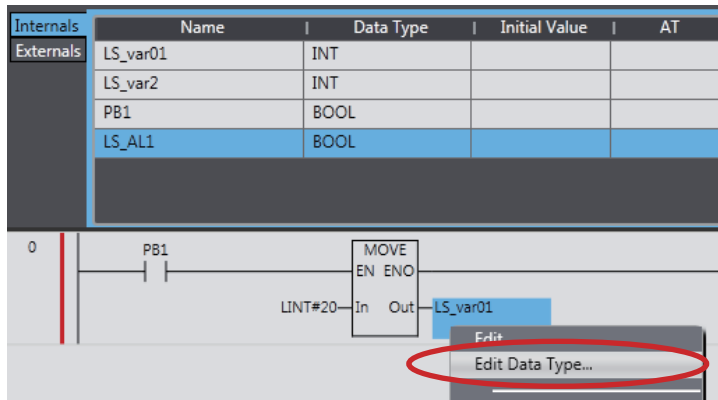 Internals Name Data Type Initial Value AT
Externals LS_var01 INT
LS_var2 INT
PB1 BOOL
LS_AL1 BOOL
0 PB1 MOVE
EN ENO
LINT#20 In Out LS_var01
Edit
Edit Data Type...